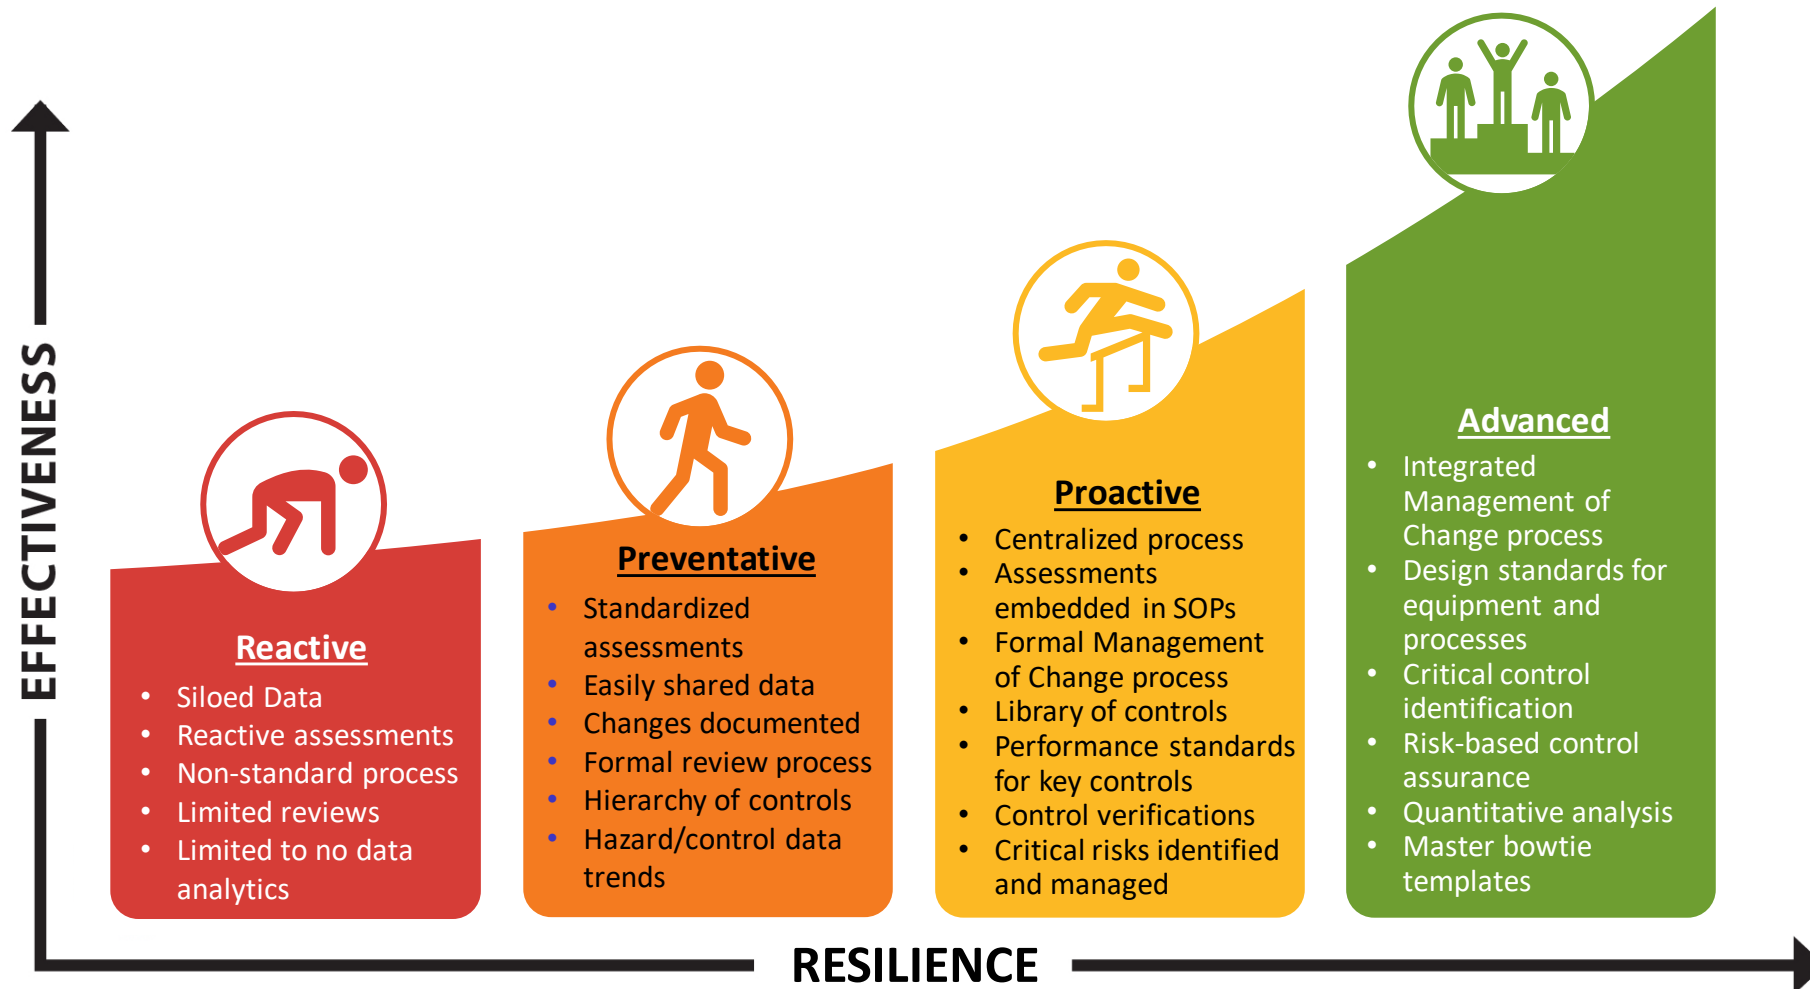 EFFECTIVENESS
Reactive
• Siloed Data
• Reactive assessments
• Non-standard process
• Limited reviews
• Limited to no data
analytics
Preventative
• Standardized
assessments
• Easily shared data
• Changes documented
• Formal review process
• Hierarchy of controls
• Hazard/control data
trends
Proactive
• Centralized process
• Assessments
embedded in SOPs
• Formal Management
of Change process
• Library of controls
• Performance standards
for key controls
• Control verifications
• Critical risks identified
and managed
Advanced
• Integrated
Management of
Change process
• Design standards for
equipment and
processes
• Critical control
identification
• Risk-based control
assurance
• Quantitative analysis
• Master bowtie
templates
RESILIENCE